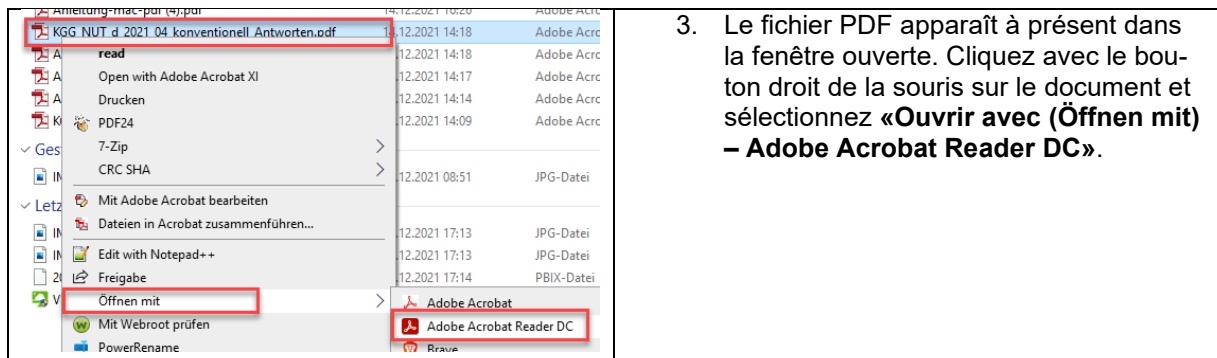 Anleitung-mac-pdf (4).pdf 14.12.2021 16:26 Adobe Acro
KGG_NUT_d_2021_04_konventionell_Antworten.pdf 14.12.2021 14:18 Adobe Acro
A read .12.2021 14:18 Adobe Acro
A Open with Adobe Acrobat XI .12.2021 14:17 Adobe Acro
A Drucken .12.2021 14:14 Adobe Acro
K PDF24 .12.2021 14:09 Adobe Acro
Ges 7-Zip
CRC SHA
IM .12.2021 08:51 JPG-Datei
Mit Adobe Acrobat bearbeiten
Letz
Dateien in Acrobat zusammenführen...
IM .12.2021 17:13 JPG-Datei
IM Edit with Notepad++ .12.2021 17:13 JPG-Datei
20 Freigabe .12.2021 17:14 PBIX-Datei
V Öffnen mit Adobe Acrobat
Mit Webroot prüfen Adobe Acrobat Reader DC
PowerRename Brave
3. Le fichier PDF apparaît à présent dans
la fenêtre ouverte. Cliquez avec le bou-
ton droit de la souris sur le document et
sélectionnez «Ouvrir avec (Öffnen mit)
– Adobe Acrobat Reader DC».